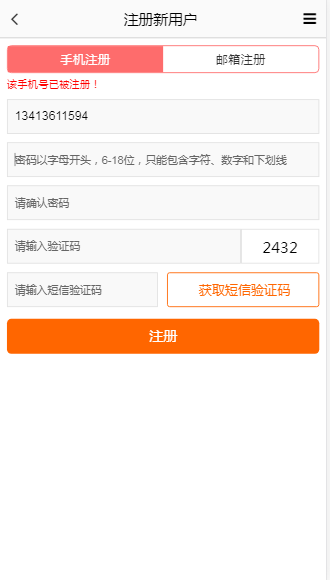 注册新用户
手机注册
邮箱注册
该手机号已被注册！
13413611594
密码以字母开头，6-18位，只能包含字符、数字和下划线
请确认密码
请输入验证码
2432
请输入短信验证码
获取短信验证码
注册